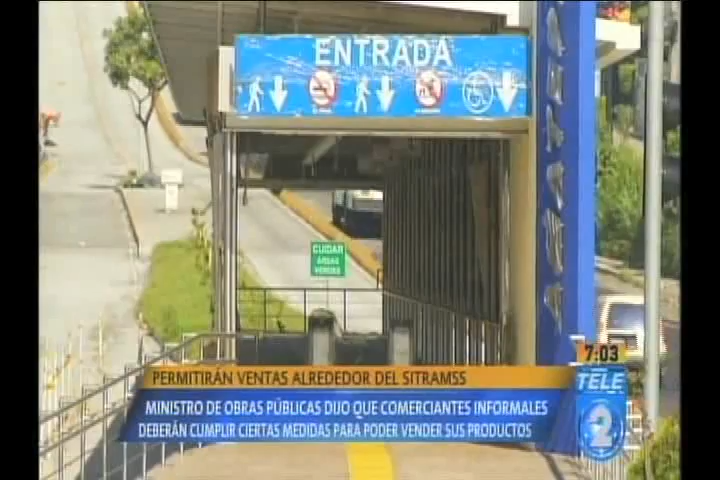 ENTRADA
CUIDAR
AREAS
VERDES
PERMITIRÁN VENTAS ALREDEDOR DEL SITRAMSS
7:03
MINISTRO DE OBRAS PÚBLICAS DIJO QUE COMERCIANTES INFORMALES
DEBERÁN CUMPLIR CIERTAS MEDIDAS PARA PODER VENDER SUS PRODUCTOS
TELE
2